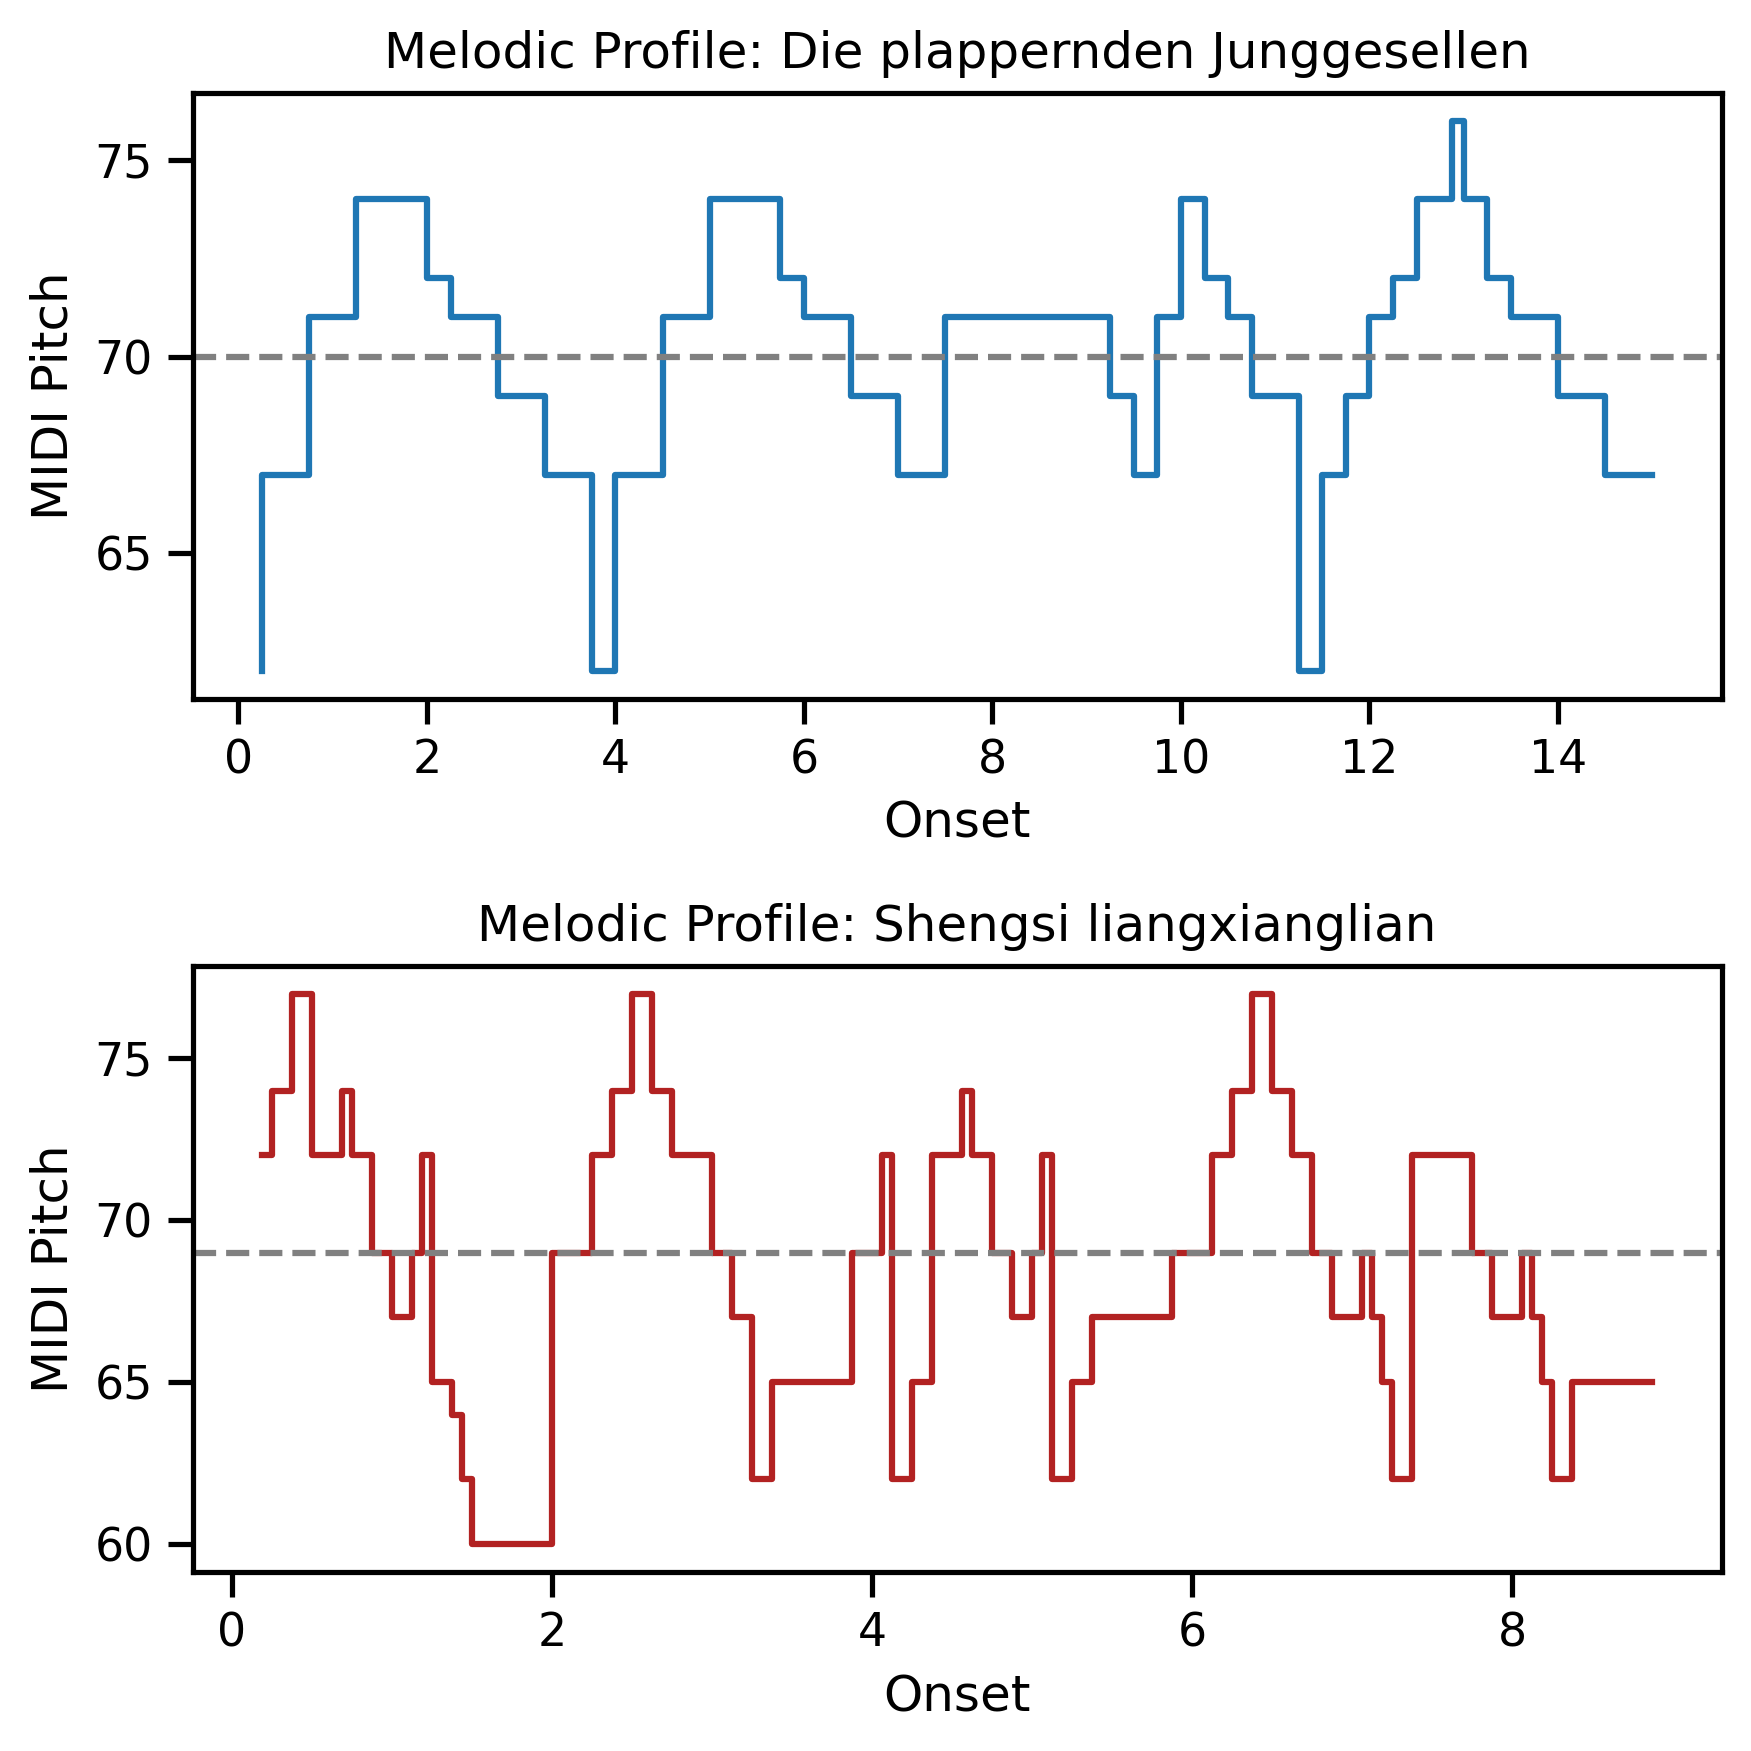 Melodic Profile: Die plappernden Junggesellen
MIDI Pitch
75
70
65
0 2 4 6 8 10 12 14
Onset
Melodic Profile: Shengsi liangxianglian
MIDI Pitch
75
70
65
60
0 2 4 6 8
Onset